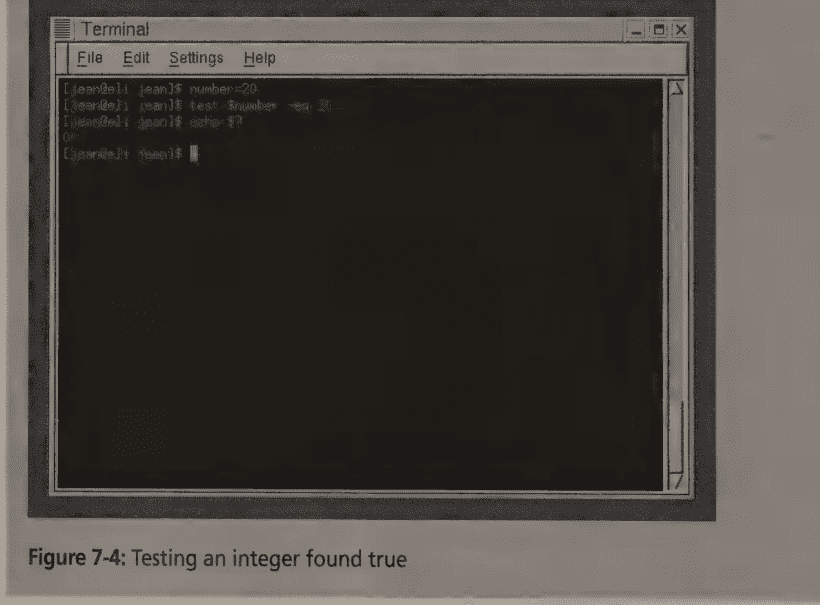 Terminal
File Edit Settings Help
[jean@eli jean]$ number=20
[jean@eli jean]$ test $number -eq
[jean@eli jean]$ echo $?
0
[jean@eli jean]$
Figure 7-4: Testing an integer found true